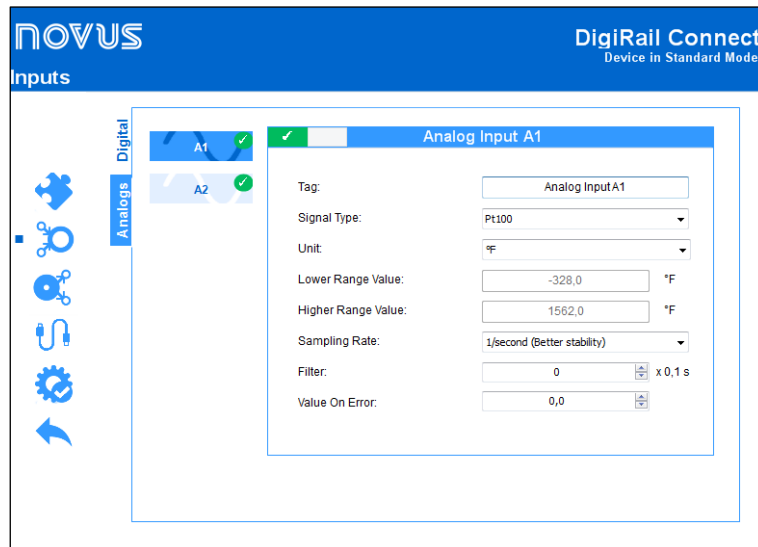 novus
DigiRail Connect
Device in Standard Mode
Inputs
Digital
Analogs
A1
A2
Analog Input A1
Tag: Analog Input A1
Signal Type: Pt100
Unit: ºF
Lower Range Value: -328,0 °F
Higher Range Value: 1562,0 °F
Sampling Rate: 1/second (Better stability)
Filter: 0 x 0,1 s
Value On Error: 0,0